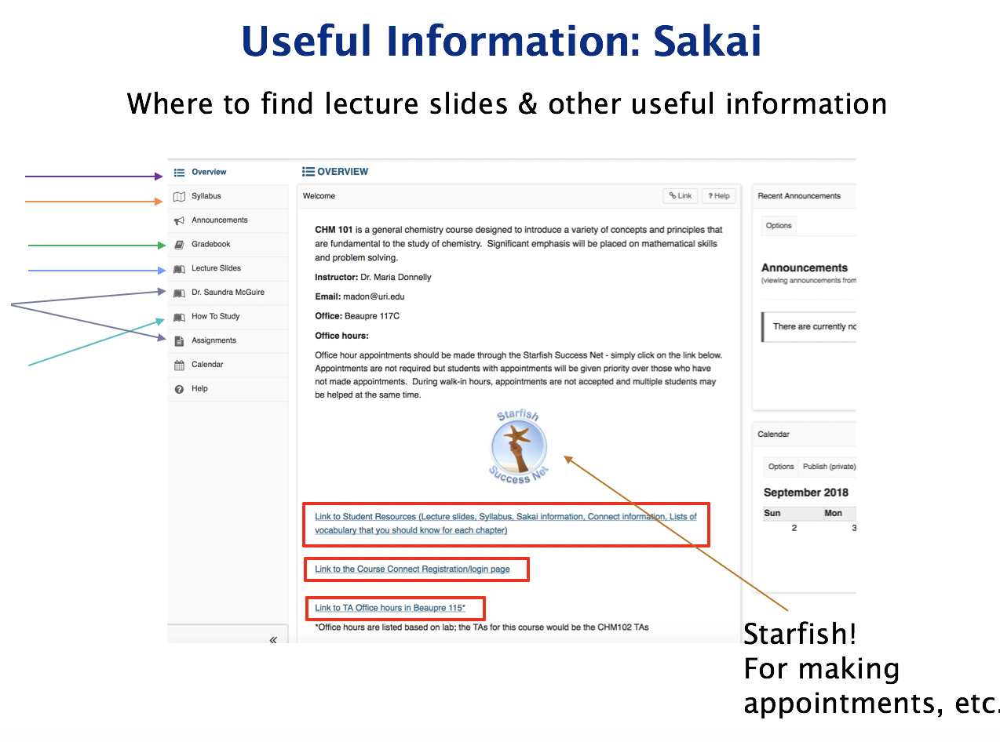 Useful Information: Sakai
Where to find lecture slides & other useful information
Overview
Syllabus
Announcements
Gradebook
Lecture Slides
Dr. Saundra McGuire
How To Study
Assignments
Calendar
Help
«
OVERVIEW
Welcome
Link
? Help
CHM 101 is a general chemistry course designed to introduce a variety of concepts and principles that
are fundamental to the study of chemistry.  Significant emphasis will be placed on mathematical skills
and problem solving.
Instructor: Dr. Maria Donnelly
Email: madon@uri.edu
Office: Beaupre 117C
Office hours:
Office hour appointments should be made through the Starfish Success Net - simply click on the link below.
Appointments are not required but students with appointments will be given priority over those who have
not made appointments.  During walk-in hours, appointments are not accepted and multiple students may
be helped at the same time.
Starfish
Success Net
Link to Student Resources (Lecture slides, Syllabus, Sakai information, Connect information, Lists of
vocabulary that you should know for each chapter)
Link to the Course Connect Registration/login page
Link to TA Office hours in Beaupre 115*
*Office hours are listed based on lab; the TAs for this course would be the CHM102 TAs
Recent Announcements
Options
Announcements
(viewing announcements from
There are currently no
Calendar
Options Publish (private)
September 2018
Sun Mon
2 3
Starfish!
For making
appointments, etc.